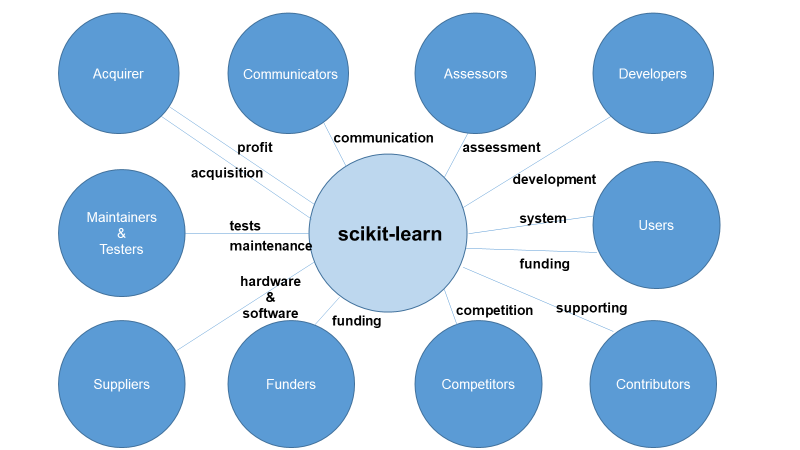 Acquirer
Communicators
Assessors
Developers
profit
communication
assessment
acquisition
development
Maintainers
&
Testers
tests
maintenance
scikit-learn
system
funding
Users
hardware
&
software
funding
competition
supporting
Suppliers
Funders
Competitors
Contributors